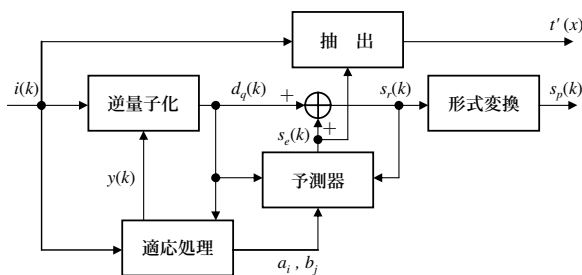 t′(x)
抽 出
i(k)
逆量子化
d_q(k)
+
s_r(k)
形式変換
s_p(k)
+
s_e(k)
y(k)
予測器
適応処理
a_i , b_j